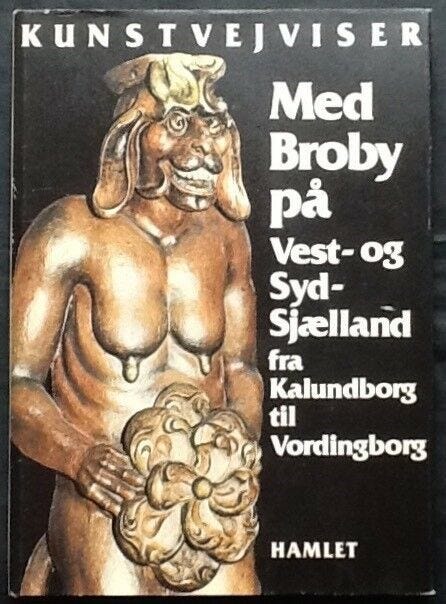 KUNSTVEJVISER
Med
Broby
på
Vest- og
Syd-
Sjælland
fra
Kalundborg
til
Vordingborg
HAMLET